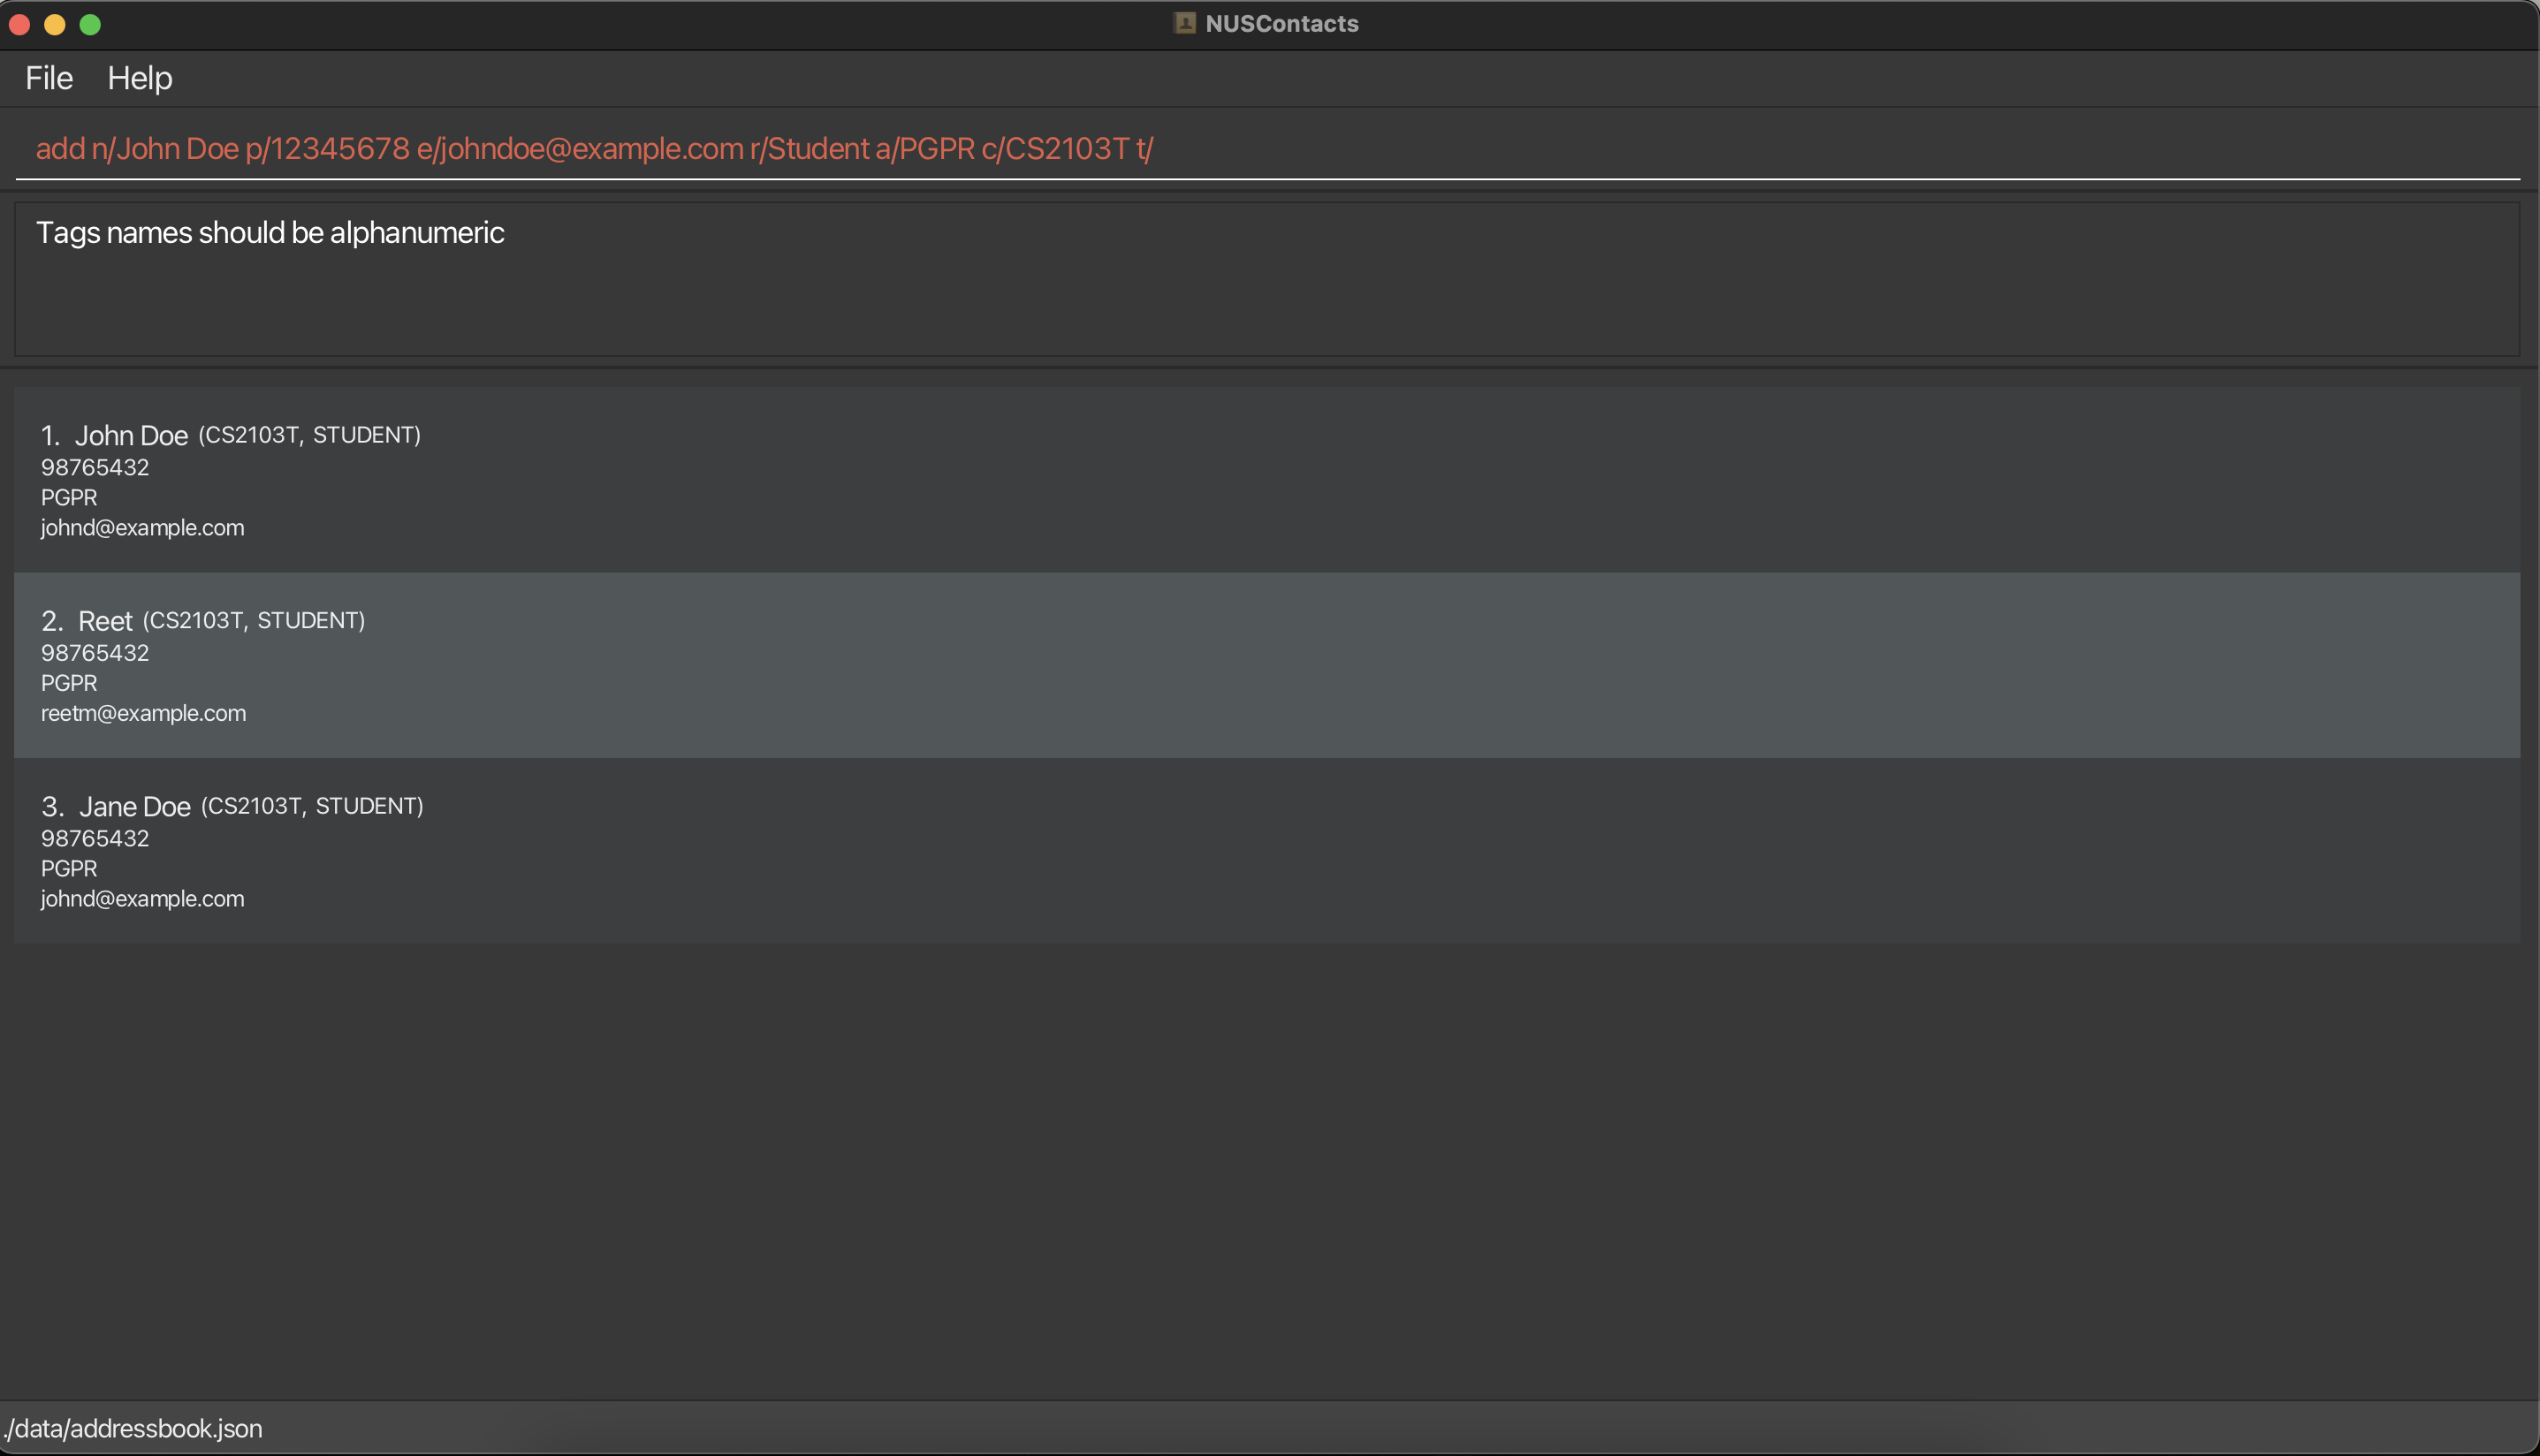 NUSContacts
File Help
add n/John Doe p/12345678 e/johndoe@example.com r/Student a/PGPR c/CS2103T t/
Tags names should be alphanumeric
1. John Doe (CS2103T, STUDENT)
98765432
PGPR
johnd@example.com
2. Reet (CS2103T, STUDENT)
98765432
PGPR
reetm@example.com
3. Jane Doe (CS2103T, STUDENT)
98765432
PGPR
johnd@example.com
./data/addressbook.json